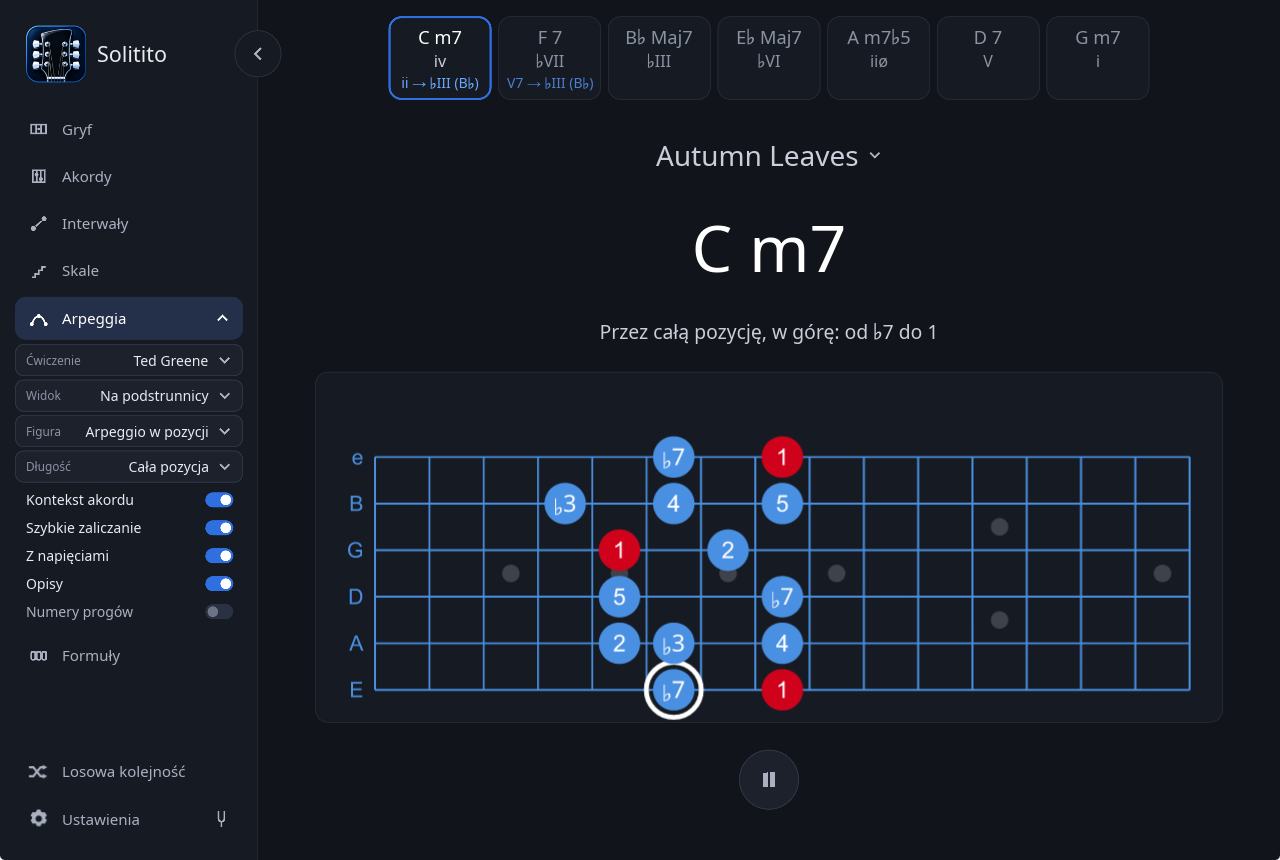 Solitito
Gryf
Akordy
Interwały
Skale
Arpeggia
Ćwiczenie Ted Greene
Widok Na podstrunnicy
Figura Arpeggio w pozycji
Długość Cała pozycja
Kontekst akordu
Szybkie zaliczanie
Z napięciami
Opisy
Numery progów
Formuły
Losowa kolejność
Ustawienia
C m7
iv
ii → ♭III (B♭)
F 7
♭VII
V7 → ♭III (B♭)
B♭ Maj7
♭III
E♭ Maj7
♭VI
A m7♭5
iiø
D 7
V
G m7
i
Autumn Leaves
C m7
Przez całą pozycję, w górę: od ♭7 do 1
e ♭7 1
B ♭3 4 5
G 1 2
D 5 ♭7
A 2 ♭3 4
E ♭7 1